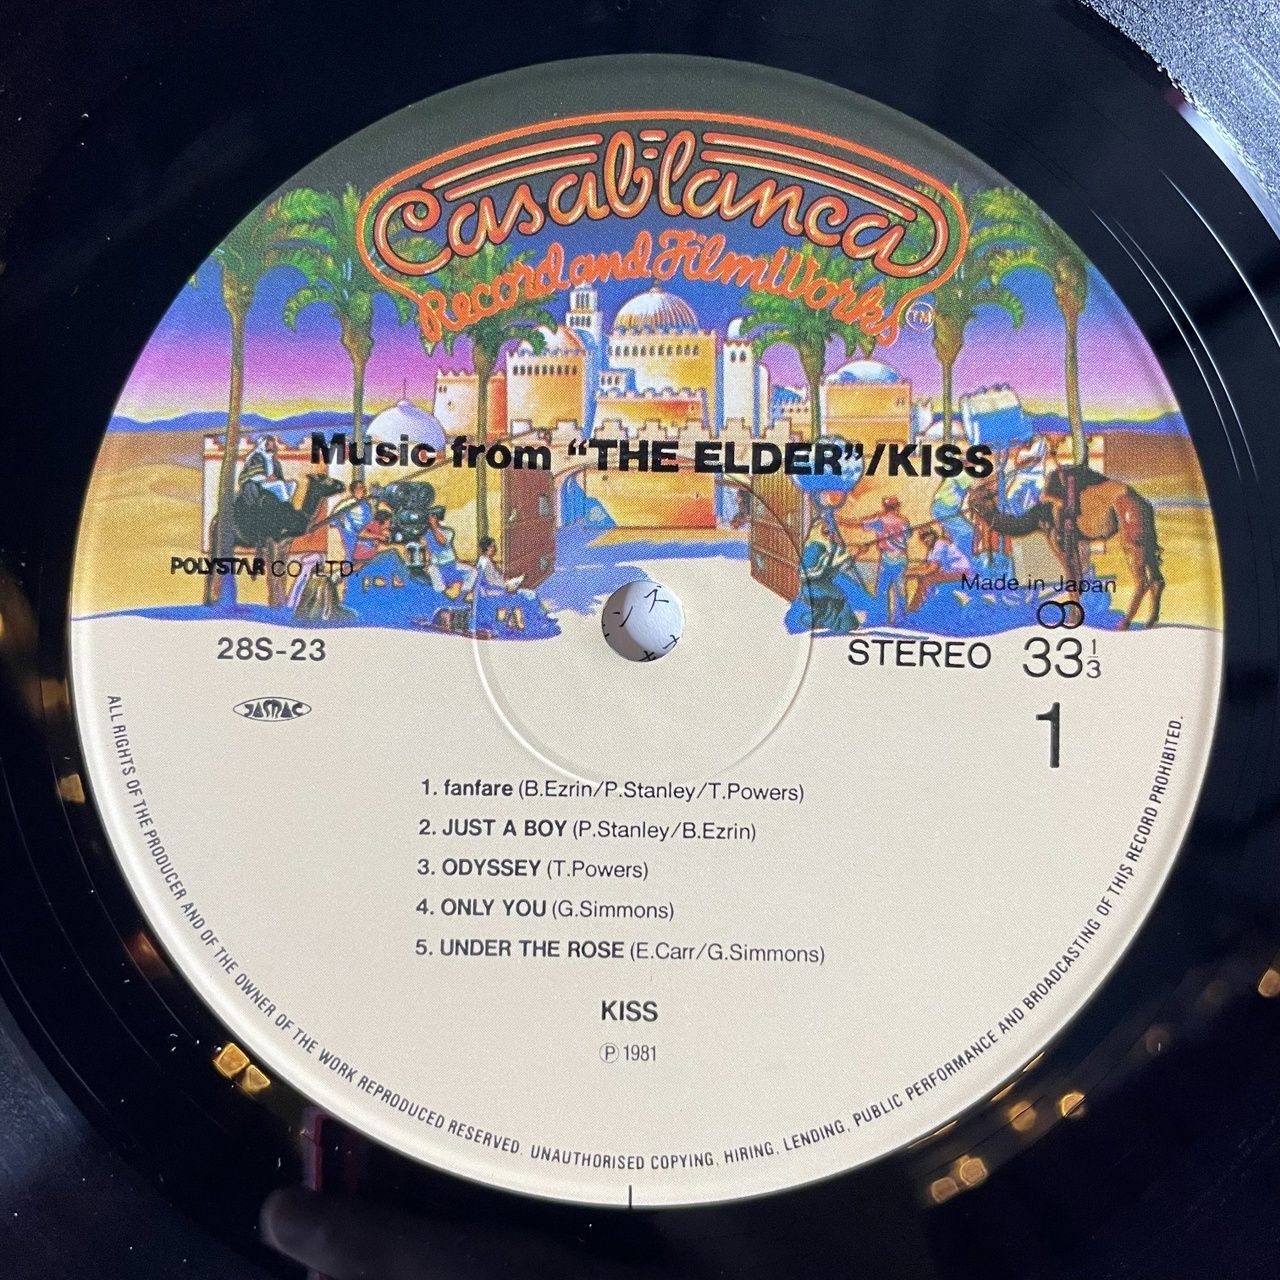 Casablanca
Record and FilmWorks ™
Music from “THE ELDER”/KISS
POLYSTAR CO., LTD.
Made in Japan
28S-23
STEREO 33⅓
JASRAC
1
1. fanfare (B.Ezrin/P.Stanley/T.Powers)
2. JUST A BOY (P.Stanley/B.Ezrin)
3. ODYSSEY (T.Powers)
4. ONLY YOU (G.Simmons)
5. UNDER THE ROSE (E.Carr/G.Simmons)
KISS
Ⓟ 1981
ALL RIGHTS OF THE PRODUCER AND OF THE OWNER OF THE WORK REPRODUCED RESERVED. UNAUTHORISED COPYING, HIRING, LENDING, PUBLIC PERFORMANCE AND BROADCASTING OF THIS RECORD PROHIBITED.